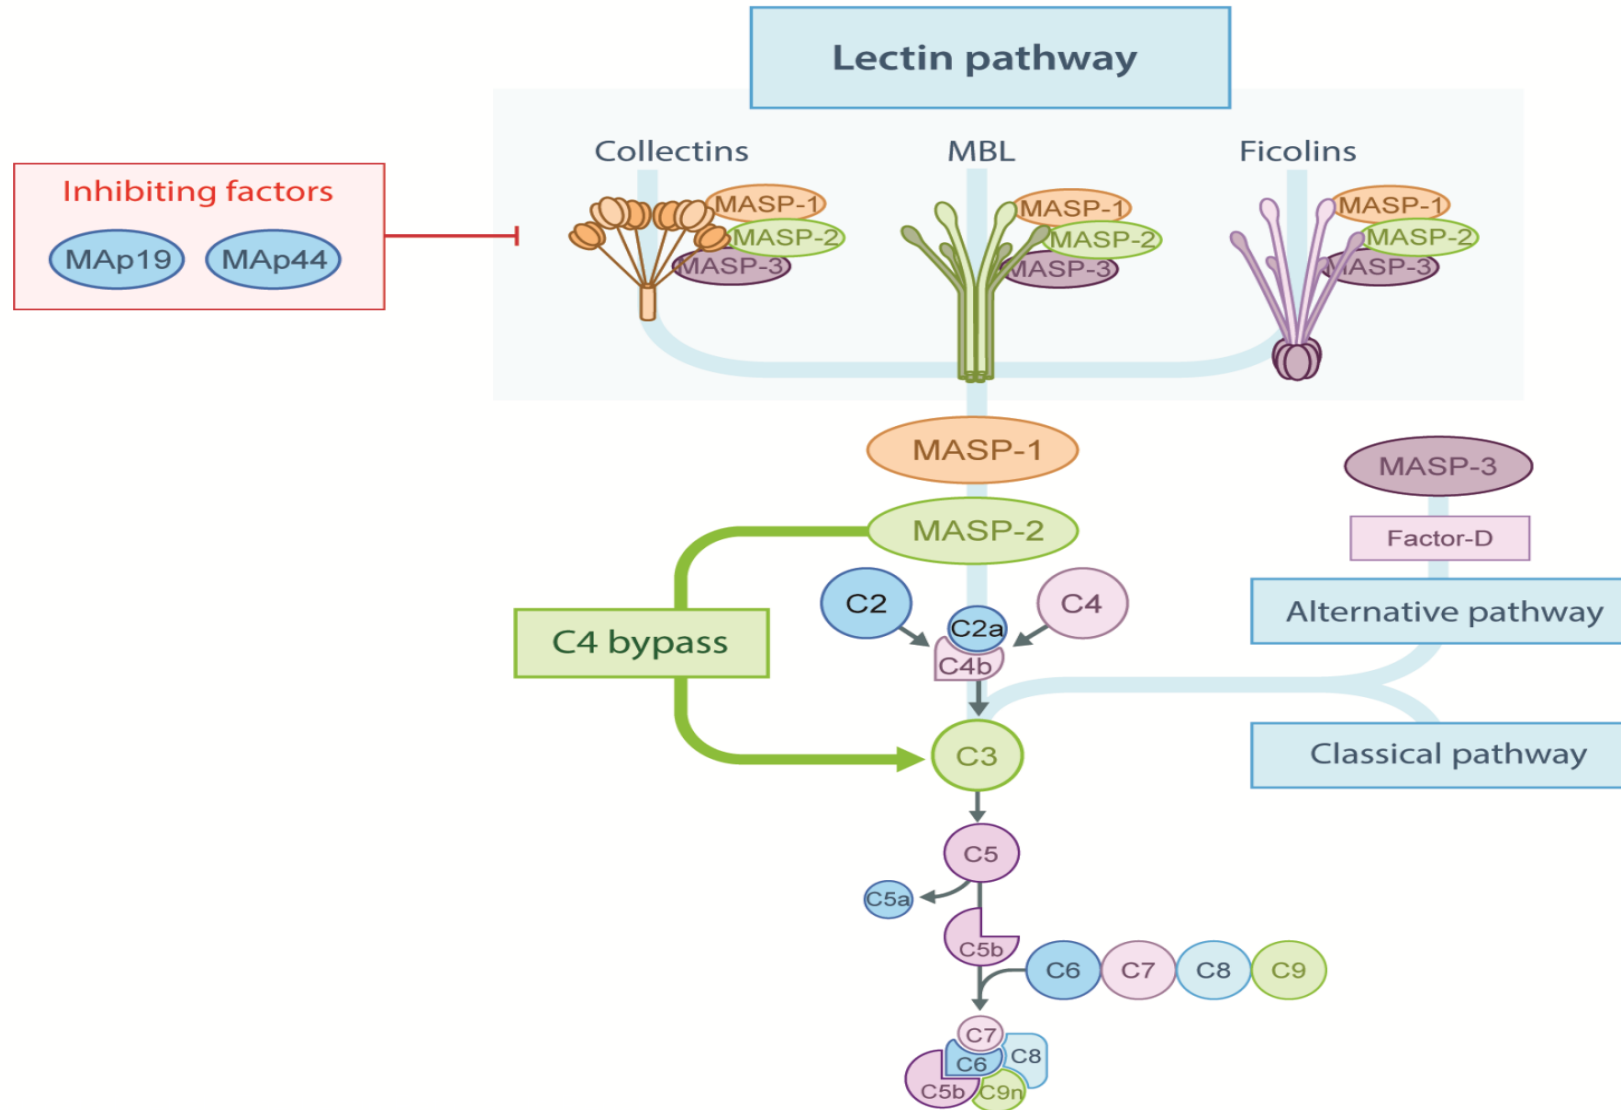 Lectin pathway
Collectins
MBL
Ficolins
Inhibiting factors
MAp19
MAp44
MASP-1
MASP-2
MASP-3
MASP-1
MASP-2
MASP-3
MASP-1
MASP-2
MASP-3
MASP-1
MASP-3
MASP-2
Factor-D
C2
C2a
C4
C4b
Alternative pathway
C4 bypass
C3
Classical pathway
C5
C5a
C5b
C6
C7
C8
C9
C7
C6
C8
C5b
C9n